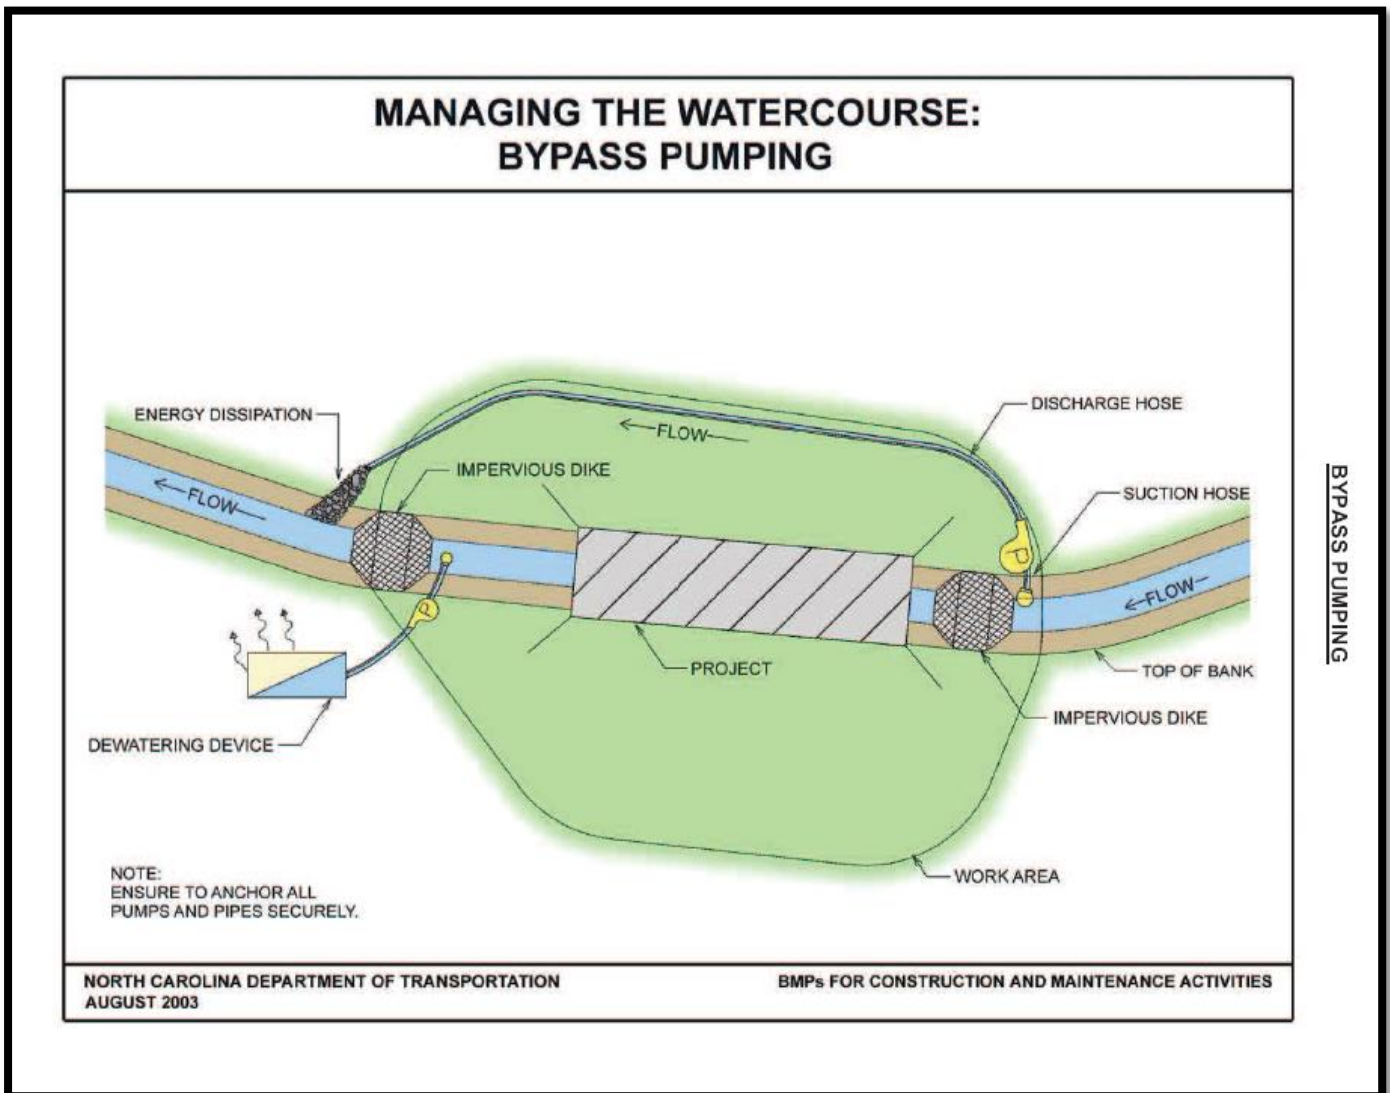 MANAGING THE WATERCOURSE:
BYPASS PUMPING
ENERGY DISSIPATION
DISCHARGE HOSE
FLOW
IMPERVIOUS DIKE
SUCTION HOSE
FLOW
P
FLOW
P
PROJECT
TOP OF BANK
IMPERVIOUS DIKE
DEWATERING DEVICE
WORK AREA
NOTE:
ENSURE TO ANCHOR ALL
PUMPS AND PIPES SECURELY.
NORTH CAROLINA DEPARTMENT OF TRANSPORTATION
AUGUST 2003
BMPs FOR CONSTRUCTION AND MAINTENANCE ACTIVITIES
BYPASS PUMPING